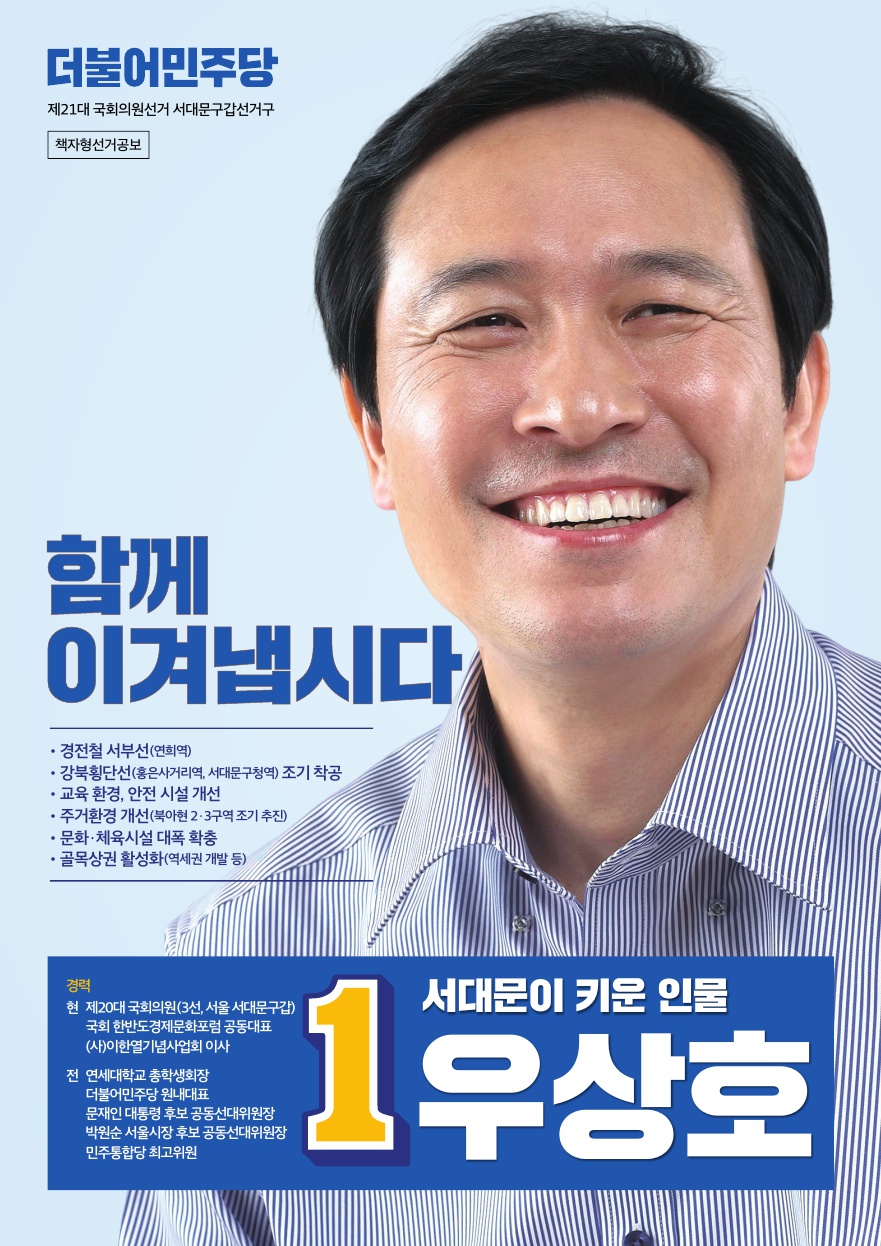 더불어민주당
제21대 국회의원선거 서대문구갑선거구
책자형선거공보
함께
이겨냅시다
• 경전철 서부선(연희역)
• 강북횡단선(홍은사거리역, 서대문구청역) 조기 착공
• 교육 환경, 안전 시설 개선
• 주거환경 개선(북아현 2·3구역 조기 추진)
• 문화·체육시설 대폭 확충
• 골목상권 활성화(역세권 개발 등)
경력
현 제20대 국회의원(3선, 서울 서대문구갑)
국회 한반도경제문화포럼 공동대표
(사)이한열기념사업회 이사
전 연세대학교 총학생회장
더불어민주당 원내대표
문재인 대통령 후보 공동선대위원장
박원순 서울시장 후보 공동선대위원장
민주통합당 최고위원
1
서대문이 키운 인물
우상호